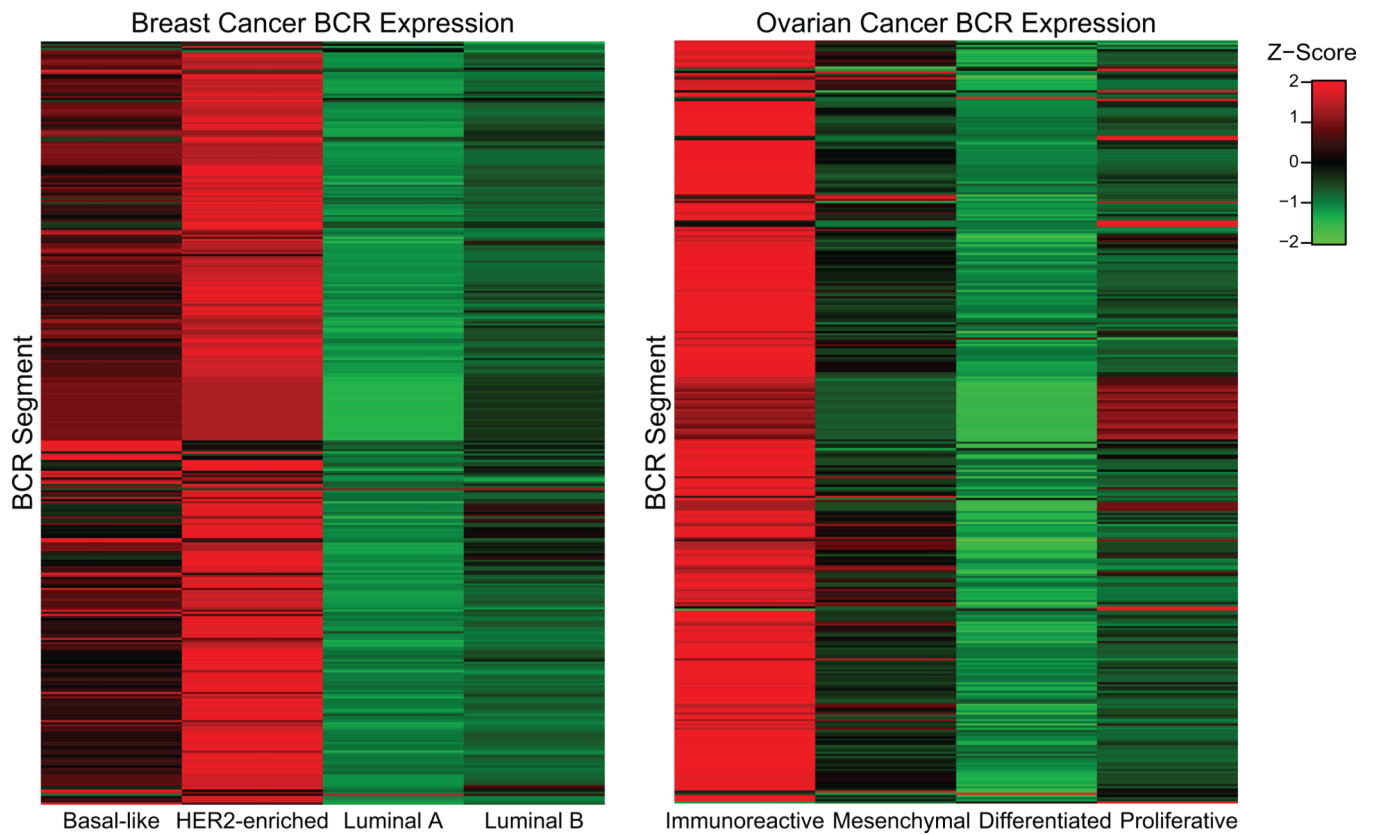 Breast Cancer BCR Expression
Ovarian Cancer BCR Expression
Z−Score
2
1
0
−1
−2
BCR Segment
BCR Segment
Basal-like HER2-enriched Luminal A Luminal B
Immunoreactive Mesenchymal Differentiated Proliferative